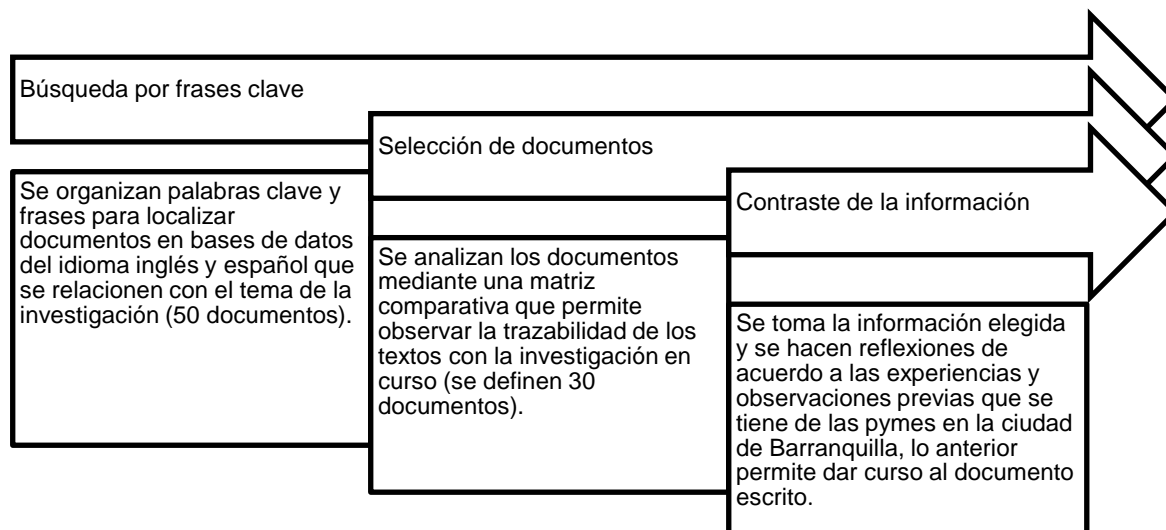 Búsqueda por frases clave
Se organizan palabras clave y
frases para localizar
documentos en bases de datos
del idioma inglés y español que
se relacionen con el tema de la
investigación (50 documentos).
Selección de documentos
Se analizan los documentos
mediante una matriz
comparativa que permite
observar la trazabilidad de los
textos con la investigación en
curso (se definen 30
documentos).
Contraste de la información
Se toma la información elegida
y se hacen reflexiones de
acuerdo a las experiencias y
observaciones previas que se
tiene de las pymes en la ciudad
de Barranquilla, lo anterior
permite dar curso al documento
escrito.